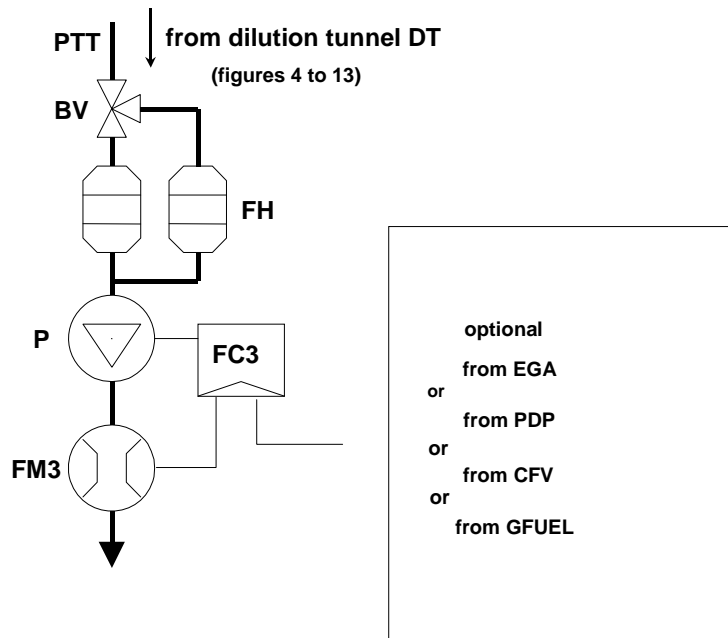 PTT
from dilution tunnel DT
(figures 4 to 13)
BV
FH
P
FC3
FM3
optional
from EGA
or
from PDP
or
from CFV
or
from GFUEL